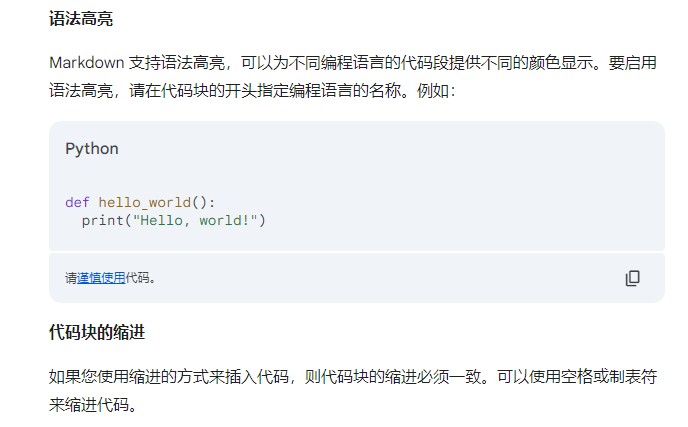 语法高亮
Markdown 支持语法高亮，可以为不同编程语言的代码段提供不同的颜色显示。要启用
语法高亮，请在代码块的开头指定编程语言的名称。例如：
Python
def hello_world():
  print("Hello, world!")
请谨慎使用代码。
代码块的缩进
如果您使用缩进的方式来插入代码，则代码块的缩进必须一致。可以使用空格或制表符
来缩进代码。